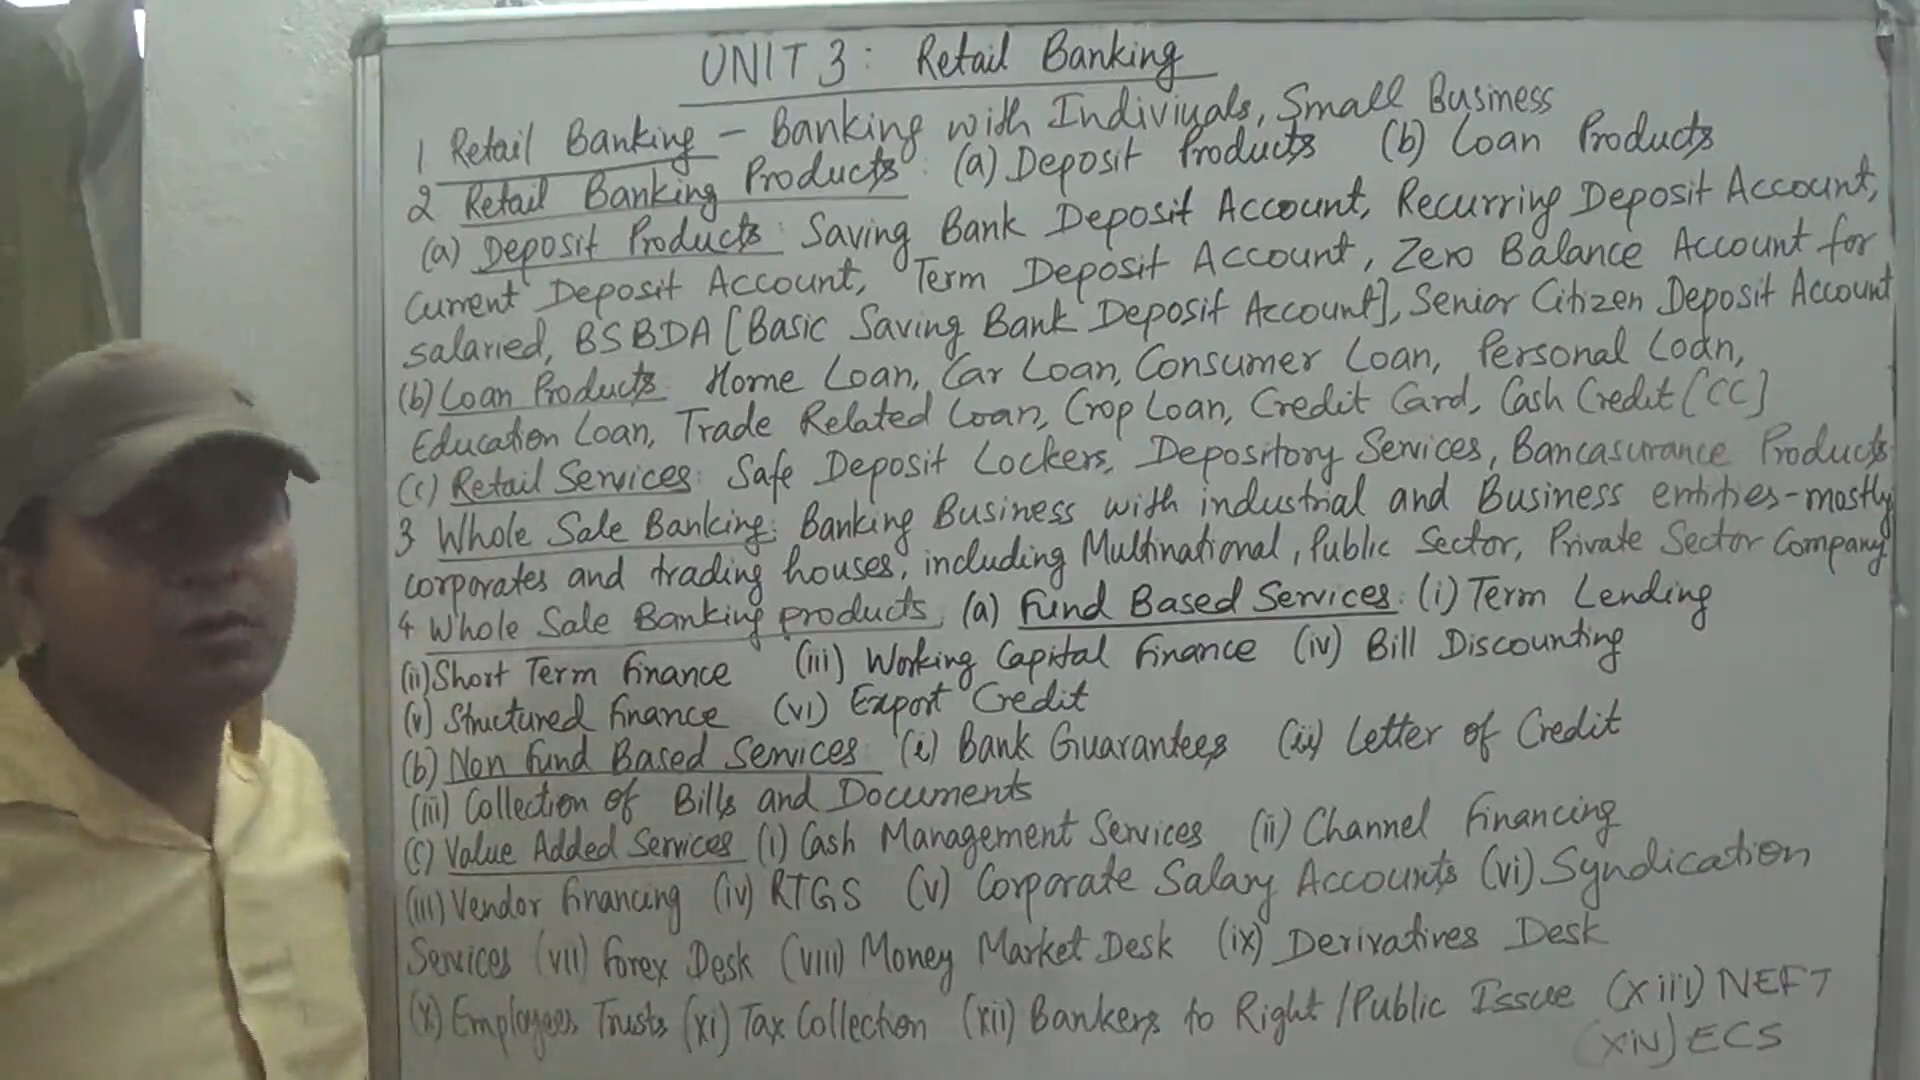 UNIT 3: Retail Banking
1 Retail Banking - Banking with Indiviuals, Small Business
2 Retail Banking Products: (a) Deposit Products (b) Loan Products
(a) Deposit Products: Saving Bank Deposit Account, Recurring Deposit Account,
Current Deposit Account, Term Deposit Account, Zero Balance Account for
salaried, BSBDA [Basic Saving Bank Deposit Account], Senior Citizen Deposit Account
(b) Loan Products: Home Loan, Car Loan, Consumer Loan, Personal Loan,
Education Loan, Trade Related Loan, Crop Loan, Credit Card, Cash Credit [CC]
(c) Retail Services: Safe Deposit Lockers, Depository Services, Bancasurance Products
3 Whole Sale Banking: Banking Business with industrial and Business entities-mostly
corporates and trading houses, including Multinational, Public Sector, Private Sector Company
4 Whole Sale Banking products, (a) Fund Based Services: (i) Term Lending
(ii) Short Term Finance (iii) Working Capital Finance (iv) Bill Discounting
(v) Structured Finance (vi) Export Credit
(b) Non Fund Based Services (i) Bank Guarantees (ii) Letter of Credit
(iii) Collection of Bills and Documents
(C) Value Added Services (i) Cash Management Services (ii) Channel Financing
(iii) Vendor Financing (iv) RTGS (v) Corporate Salary Accounts (vi) Syndication
Services (vii) Forex Desk (viii) Money Market Desk (ix) Derivatives Desk
(x) Employees Trusts (xi) Tax Collection (xii) Bankers to Right/Public Issue (xiii) NEFT
(xiv) ECS